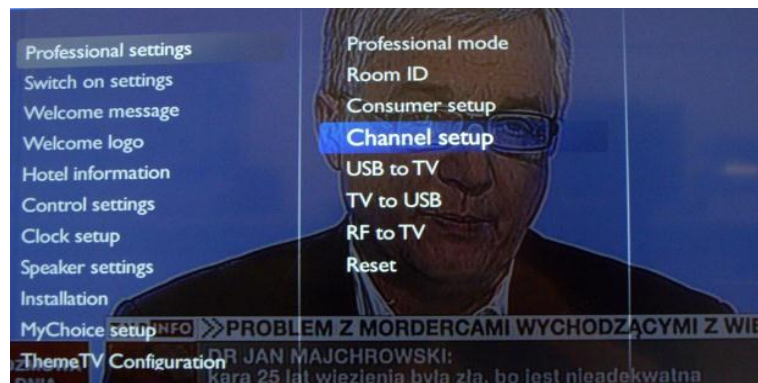 Professional settings
Switch on settings
Welcome message
Welcome logo
Hotel information
Control settings
Clock setup
Speaker settings
Installation
MyChoice setup
ThemeTV Configuration
Professional mode
Room ID
Consumer setup
Channel setup
USB to TV
TV to USB
RF to TV
Reset
INFO
PROBLEM Z MORDERCAMI WYCHODZĄCYMI Z WIĘ
DR JAN MAJCHROWSKI:
kara 25 lat więzienia była zła, bo jest nieadekwatna